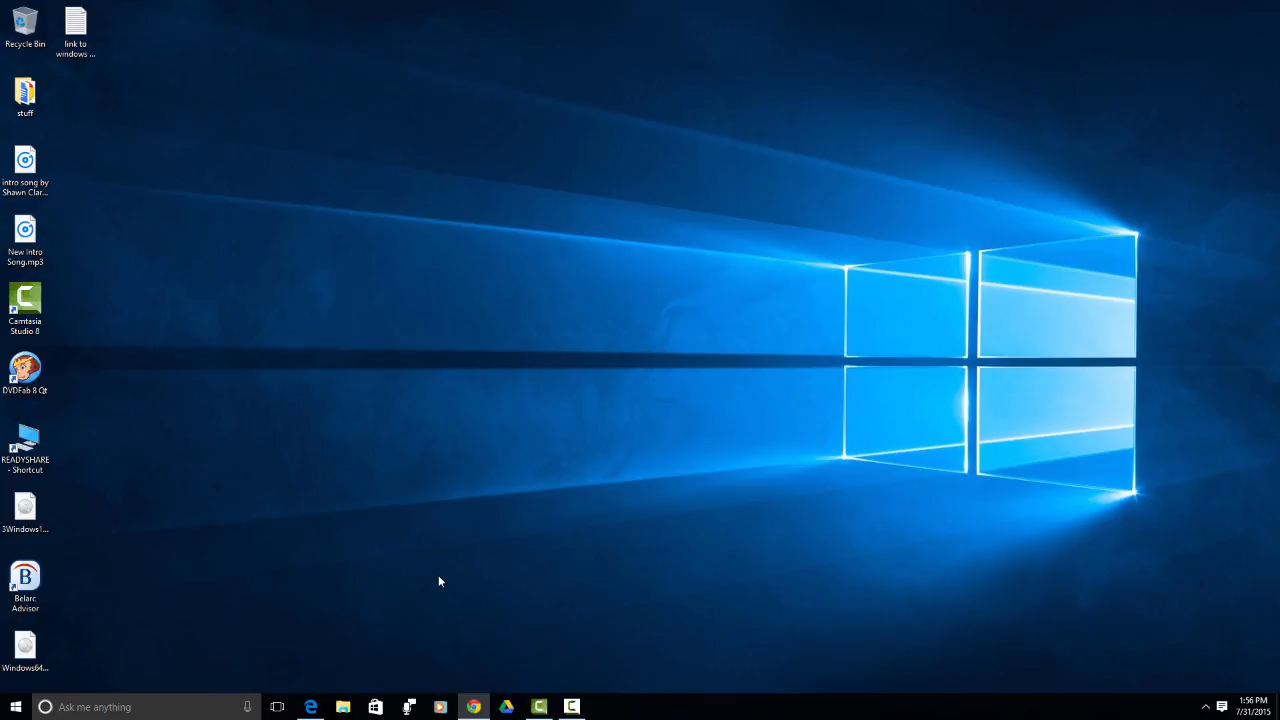 Recycle Bin
link to
windows ...
stuff
intro song by
Shawn Clar...
New Intro
Song.mp3
Camtasia
Studio 8
DVDFab 8 Qt
READYSHARE
- Shortcut
3Windows1...
B
Belarc
Advisor
Windows64...
Ask me anything
1:56 PM
7/31/2015